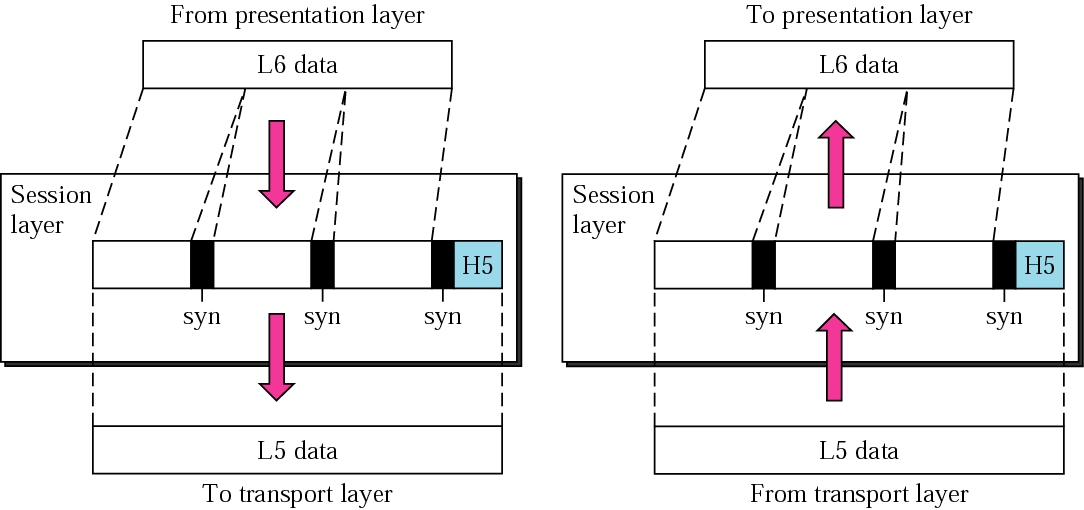 From presentation layer
L6 data
Session
layer
H5
syn syn syn
L5 data
To transport layer
To presentation layer
L6 data
Session
layer
H5
syn syn syn
L5 data
From transport layer